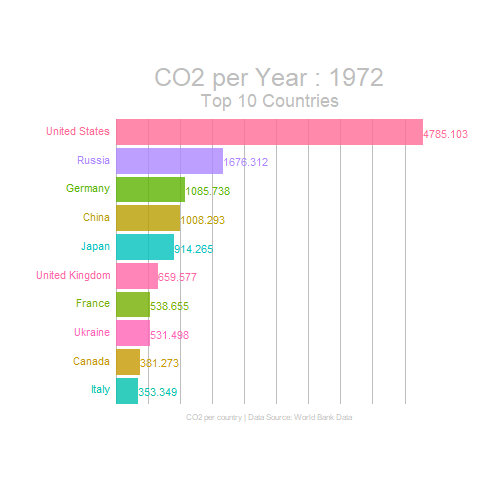 CO2 per Year : 1972
Top 10 Countries
United States 4785.103
Russia 1676.312
Germany 1085.738
China 1008.293
Japan 914.265
United Kingdom 659.577
France 538.655
Ukraine 531.498
Canada 381.273
Italy 353.349
CO2 per country | Data Source: World Bank Data